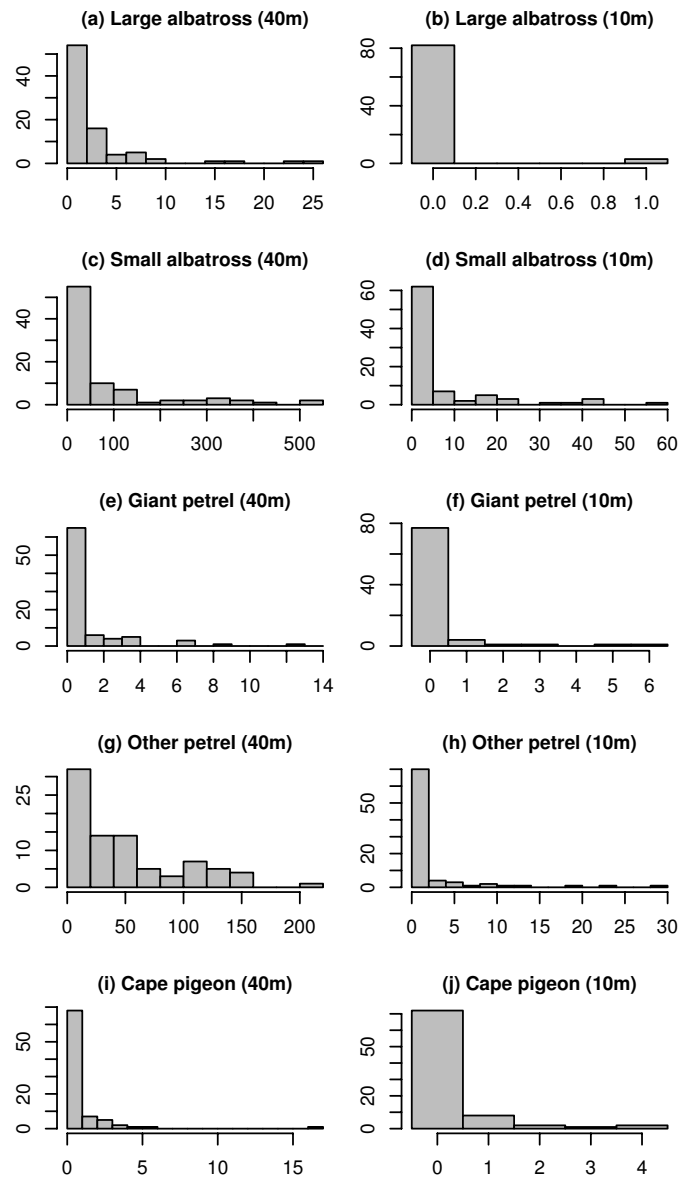 (a) Large albatross (40m)
0 20 40
0 5 10 15 20 25
(b) Large albatross (10m)
0 40 80
0.0 0.2 0.4 0.6 0.8 1.0
(c) Small albatross (40m)
0 20 40
0 100 300 500
(d) Small albatross (10m)
0 20 40 60
0 10 20 30 40 50 60
(e) Giant petrel (40m)
0 20 50
0 2 4 6 8 10 14
(f) Giant petrel (10m)
0 40 80
0 1 2 3 4 5 6
(g) Other petrel (40m)
0 10 25
0 50 100 150 200
(h) Other petrel (10m)
0 20 50
0 5 10 15 20 25 30
(i) Cape pigeon (40m)
0 20 50
0 5 10 15
(j) Cape pigeon (10m)
0 20 50
0 1 2 3 4